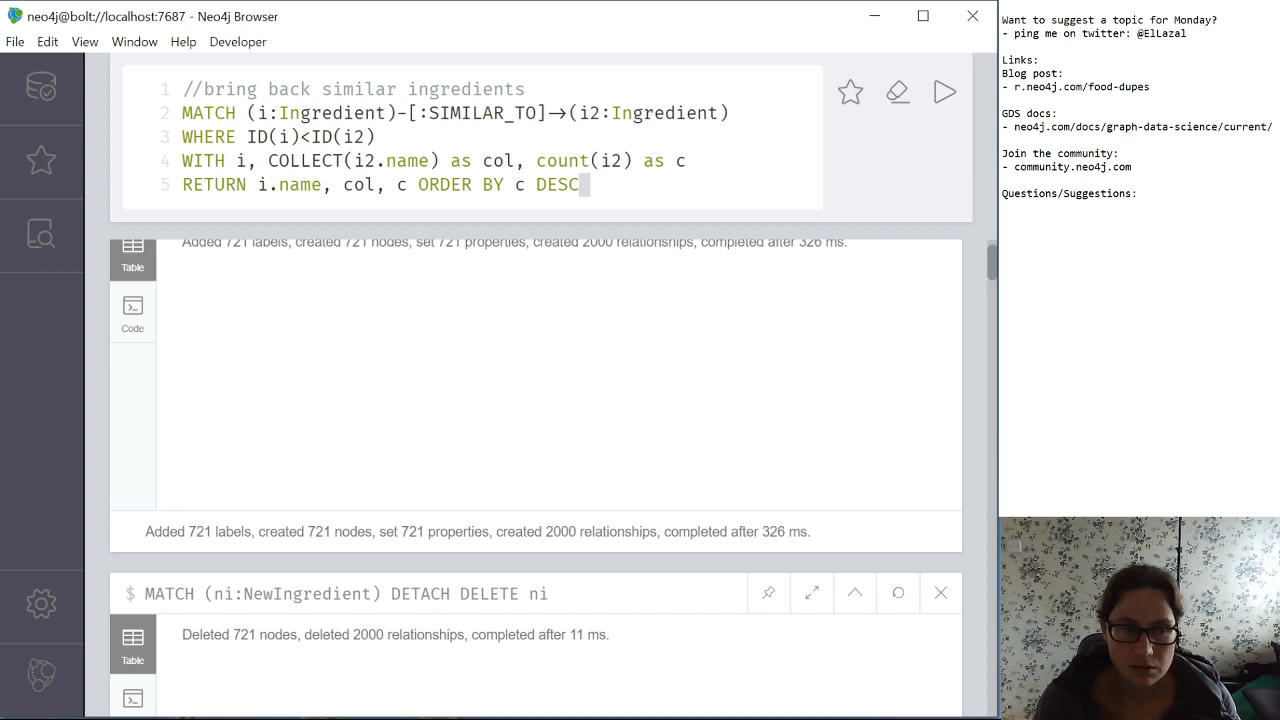 neo4j@bolt://localhost:7687 - Neo4j Browser
File Edit View Window Help Developer
1 //bring back similar ingredients
2 MATCH (i:Ingredient)-[:SIMILAR_TO]->(i2:Ingredient)
3 WHERE ID(i)<ID(i2)
4 WITH i, COLLECT(i2.name) as col, count(i2) as c
5 RETURN i.name, col, c ORDER BY c DESC
Added 721 labels, created 721 nodes, set 721 properties, created 2000 relationships, completed after 326 ms.
Table
Code
Added 721 labels, created 721 nodes, set 721 properties, created 2000 relationships, completed after 326 ms.
$ MATCH (ni:NewIngredient) DETACH DELETE ni
Deleted 721 nodes, deleted 2000 relationships, completed after 11 ms.
Table
Want to suggest a topic for Monday?
- ping me on twitter: @ElLazal
Links:
Blog post:
- r.neo4j.com/food-dupes
GDS docs:
- neo4j.com/docs/graph-data-science/current/
Join the community:
- community.neo4j.com
Questions/Suggestions: